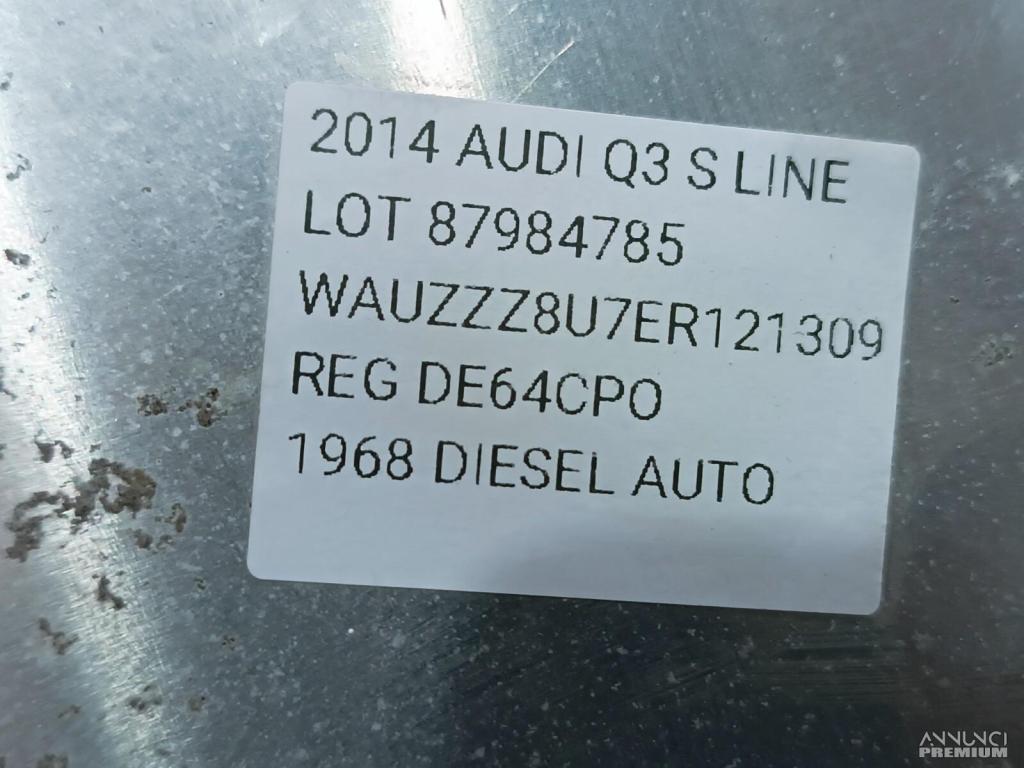 2014 AUDI Q3 S LINE
LOT 87984785
WAUZZZ8U7ER121309
REG DE64CPO
1968 DIESEL AUTO
ANNUNCI
PREMIUM